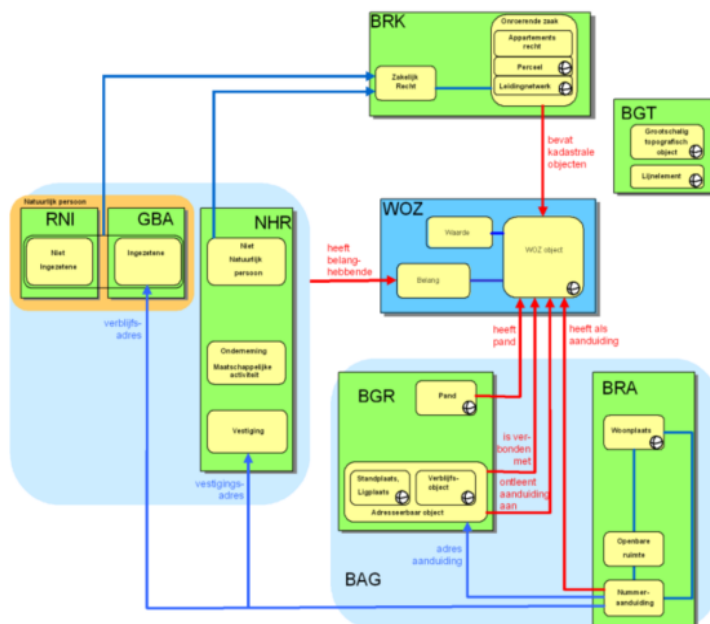 BRK
Onroerende zaak
Appartements
recht
Perceel
Leidingnetwerk
Zakelijk
Recht
BGT
Grootschalig
topografisch
object
Lijnelement
bevat
kadastrale
objecten
Natuurlijk persoon
RNI
GBA
NHR
Niet
Ingezetene
Ingezetene
Niet
Natuurlijk
persoon
heeft
belang-
hebbende
WOZ
Waarde
WOZ object
Belang
verblijfs-
adres
Onderneming
Maatschappelijke
activiteit
Vestiging
vestigings-
adres
heeft
pand
heeft als
aanduiding
BGR
Pand
BRA
Woonplaats
is ver-
bonden
met
Standplaats,
Ligplaats
Verblijfs-
object
Adresseerbaar object
ontleent
aanduiding
aan
Openbare
ruimte
adres
aanduiding
BAG
Nummer-
aanduiding